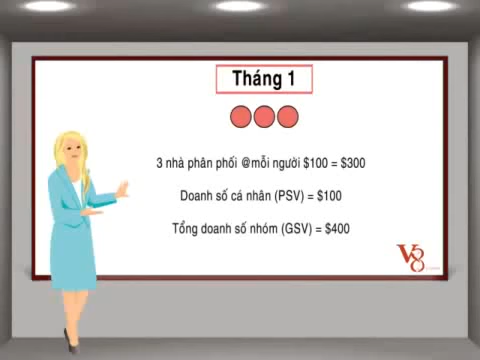 Tháng 1
3 nhà phân phối @mỗi người $100 = $300
Doanh số cá nhân (PSV) = $100
Tổng doanh số nhóm (GSV) = $400
V8